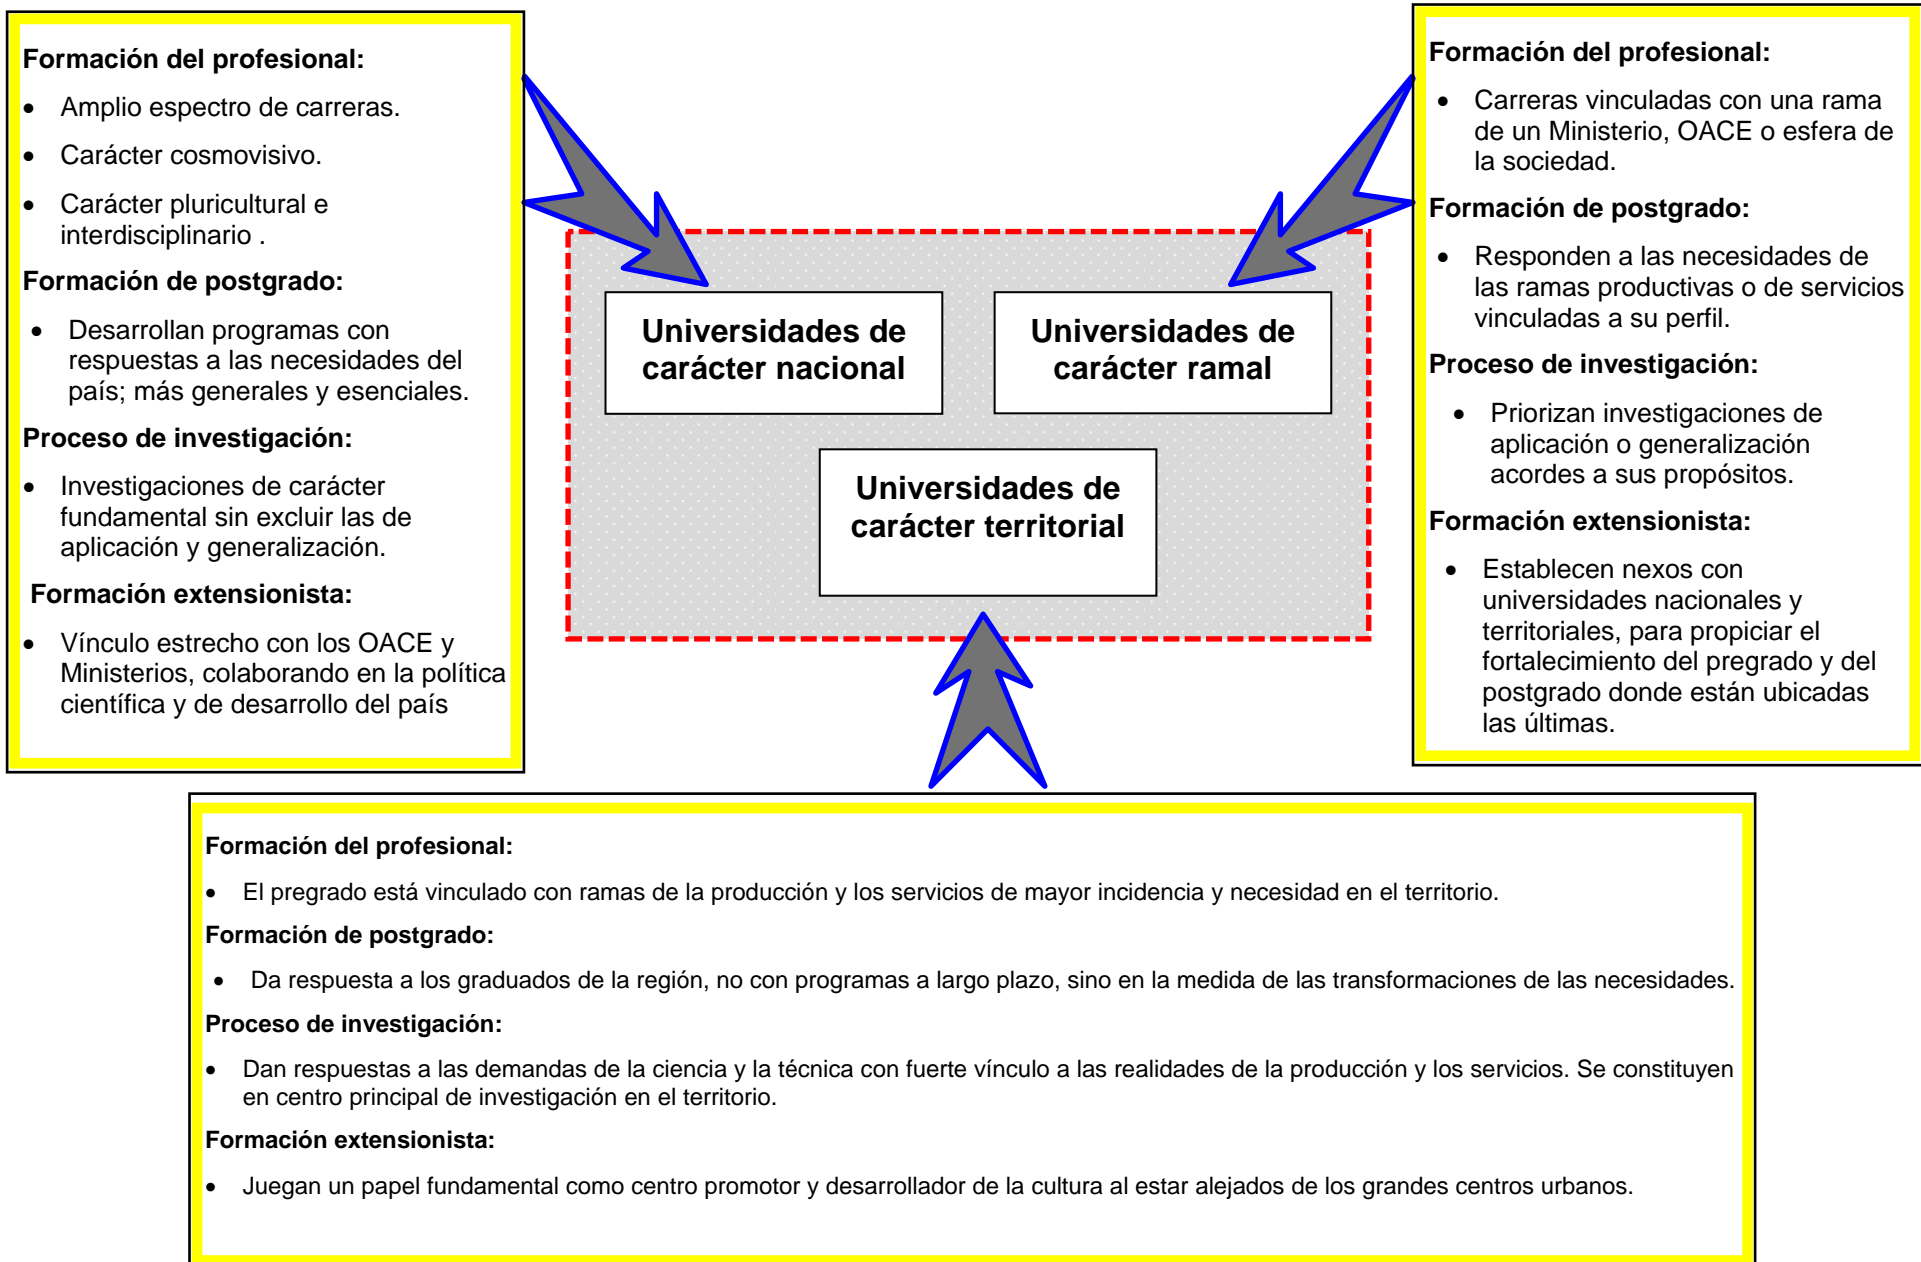 Formación del profesional:
• Amplio espectro de carreras.
• Carácter cosmovisivo.
• Carácter pluricultural e
interdisciplinario .
Formación de postgrado:
• Desarrollan programas con
respuestas a las necesidades del
país; más generales y esenciales.
Proceso de investigación:
• Investigaciones de carácter
fundamental sin excluir las de
aplicación y generalización.
Formación extensionista:
• Vínculo estrecho con los OACE y
Ministerios, colaborando en la política
científica y de desarrollo del país
Universidades de
carácter nacional
Universidades de
carácter ramal
Universidades de
carácter territorial
Formación del profesional:
• Carreras vinculadas con una rama
de un Ministerio, OACE o esfera de
la sociedad.
Formación de postgrado:
• Responden a las necesidades de
las ramas productivas o de servicios
vinculadas a su perfil.
Proceso de investigación:
• Priorizan investigaciones de
aplicación o generalización
acordes a sus propósitos.
Formación extensionista:
• Establecen nexos con
universidades nacionales y
territoriales, para propiciar el
fortalecimiento del pregrado y del
postgrado donde están ubicadas
las últimas.
Formación del profesional:
• El pregrado está vinculado con ramas de la producción y los servicios de mayor incidencia y necesidad en el territorio.
Formación de postgrado:
• Da respuesta a los graduados de la región, no con programas a largo plazo, sino en la medida de las transformaciones de las necesidades.
Proceso de investigación:
• Dan respuestas a las demandas de la ciencia y la técnica con fuerte vínculo a las realidades de la producción y los servicios. Se constituyen
en centro principal de investigación en el territorio.
Formación extensionista:
• Juegan un papel fundamental como centro promotor y desarrollador de la cultura al estar alejados de los grandes centros urbanos.